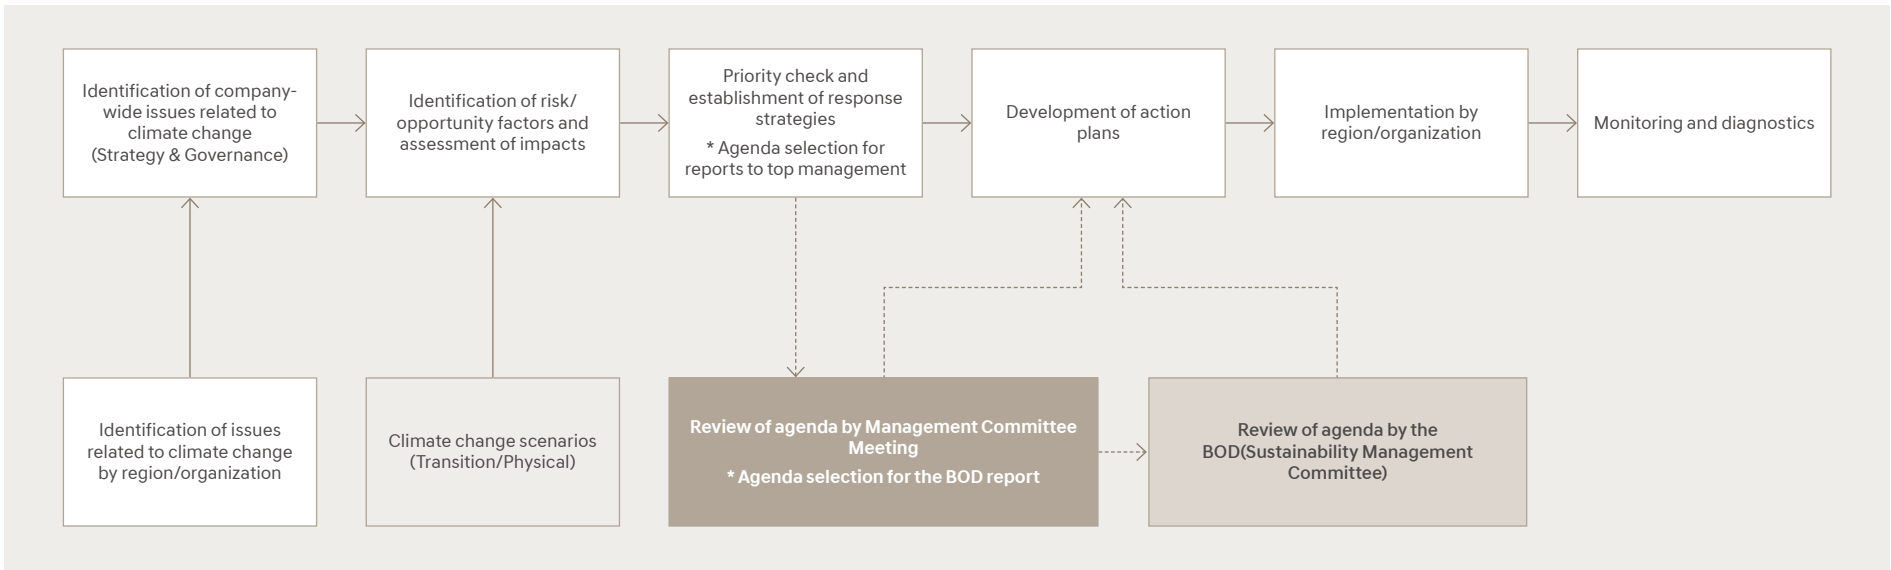 Identification of company-
wide issues related to
climate change
(Strategy & Governance)
Identification of risk/
opportunity factors and
assessment of impacts
Priority check and
establishment of response
strategies
* Agenda selection for
reports to top management
Development of action
plans
Implementation by
region/organization
Monitoring and diagnostics
Identification of issues
related to climate change
by region/organization
Climate change scenarios
(Transition/Physical)
Review of agenda by Management Committee
Meeting
* Agenda selection for the BOD report
Review of agenda by the
BOD(Sustainability Management
Committee)